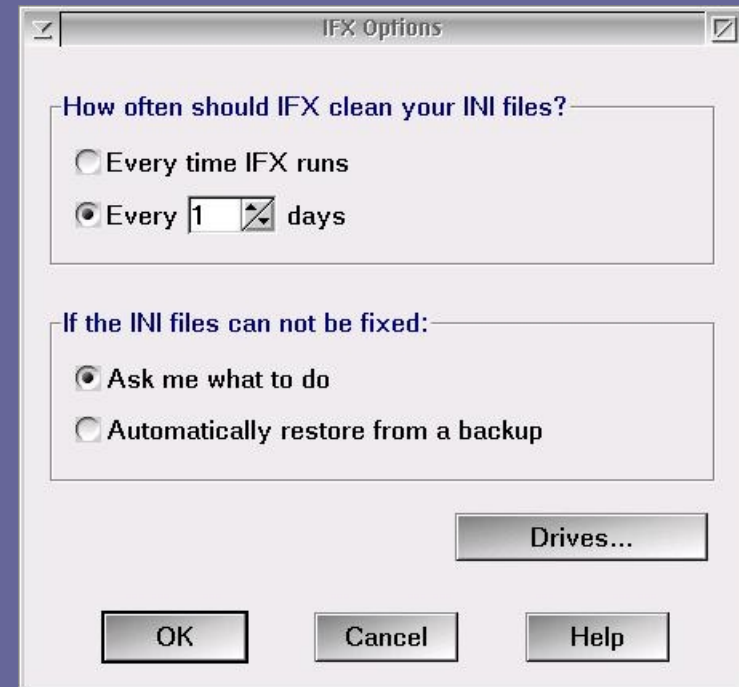 IFX Options
How often should IFX clean your INI files?
Every time IFX runs
Every 1 days
If the INI files can not be fixed:
Ask me what to do
Automatically restore from a backup
Drives...
OK Cancel Help